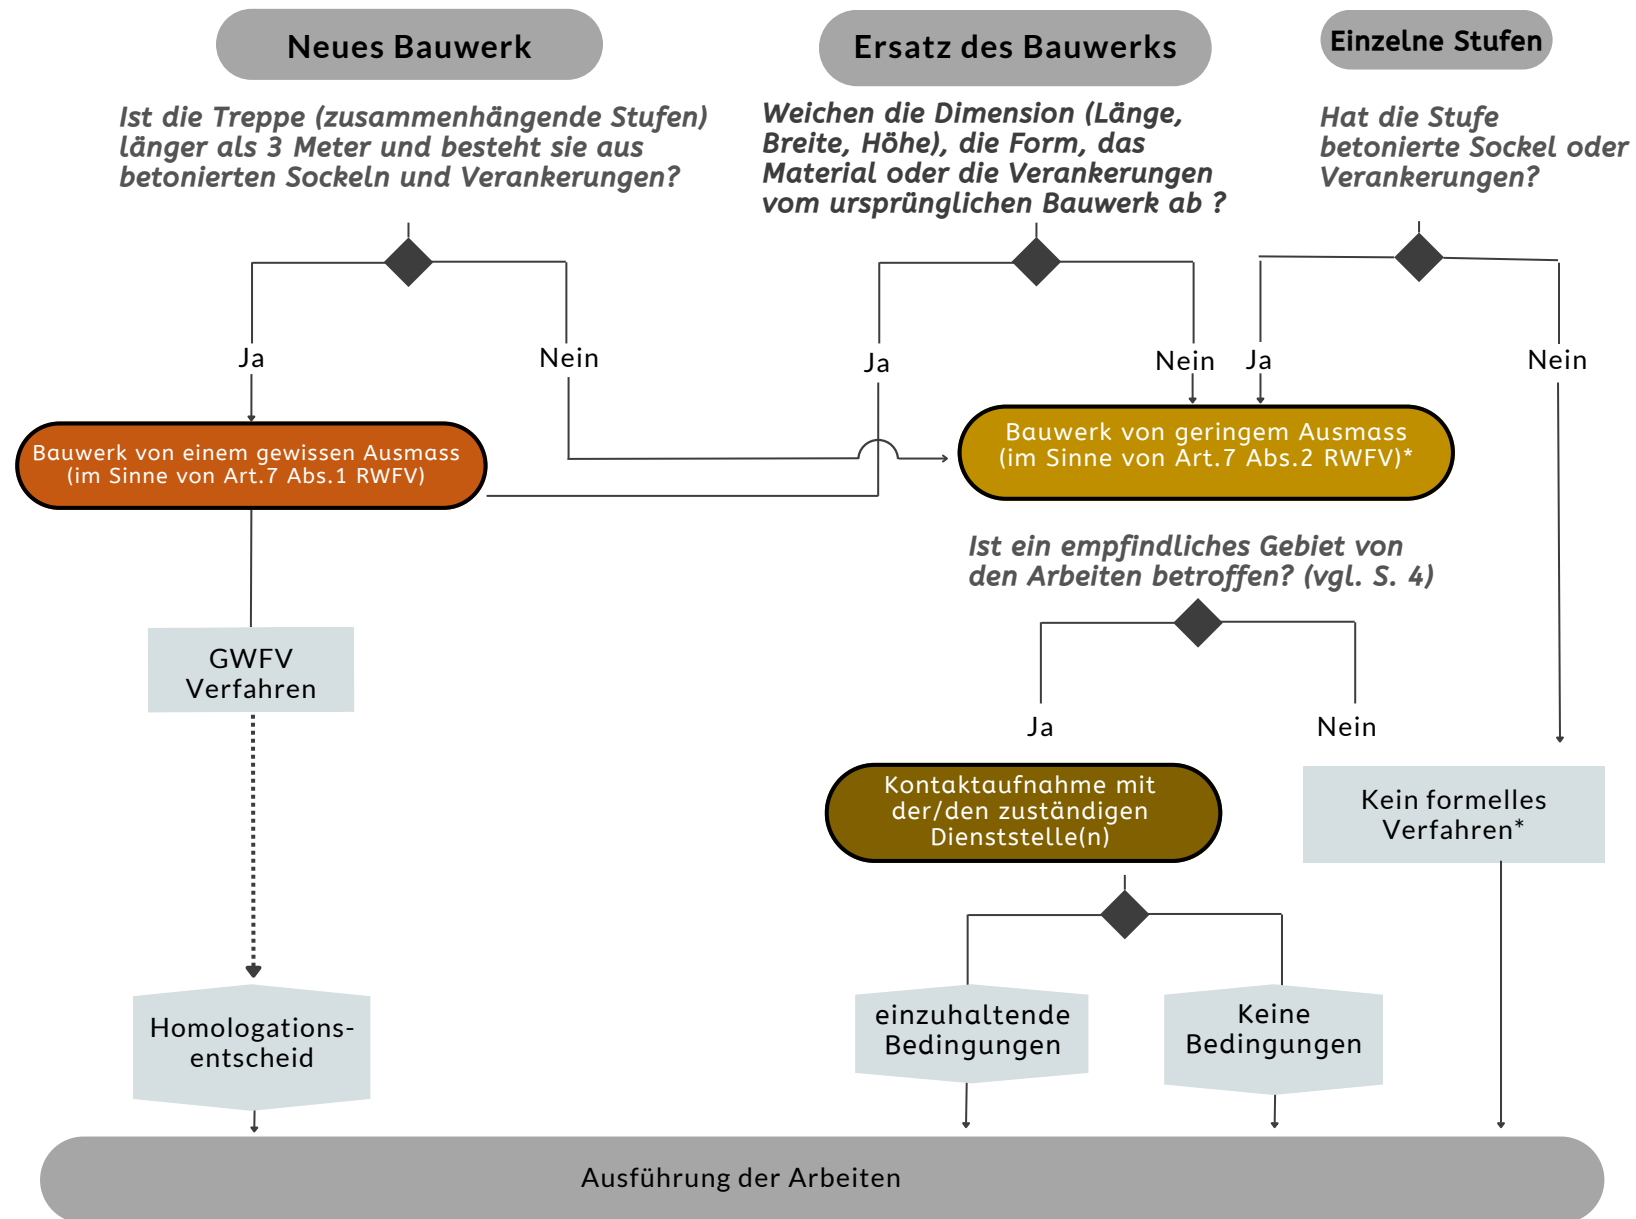 Neues Bauwerk
Ist die Treppe (zusammenhängende Stufen)
länger als 3 Meter und besteht sie aus
betonierten Sockeln und Verankerungen?
Ja
Nein
Bauwerk von einem gewissen Ausmass
(im Sinne von Art.7 Abs.1 RWFV)
GWFV
Verfahren
Homologations-
entscheid
Ersatz des Bauwerks
Weichen die Dimension (Länge,
Breite, Höhe), die Form, das
Material oder die Verankerungen
vom ursprünglichen Bauwerk ab ?
Ja
Nein
Einzelne Stufen
Hat die Stufe
betonierte Sockel oder
Verankerungen?
Ja
Nein
Bauwerk von geringem Ausmass
(im Sinne von Art.7 Abs.2 RWFV)*
Ist ein empfindliches Gebiet von
den Arbeiten betroffen? (vgl. S. 4)
Ja
Nein
Kontaktaufnahme mit
der/den zuständigen
Dienststelle(n)
Kein formelles
Verfahren*
einzuhaltende
Bedingungen
Keine
Bedingungen
Ausführung der Arbeiten